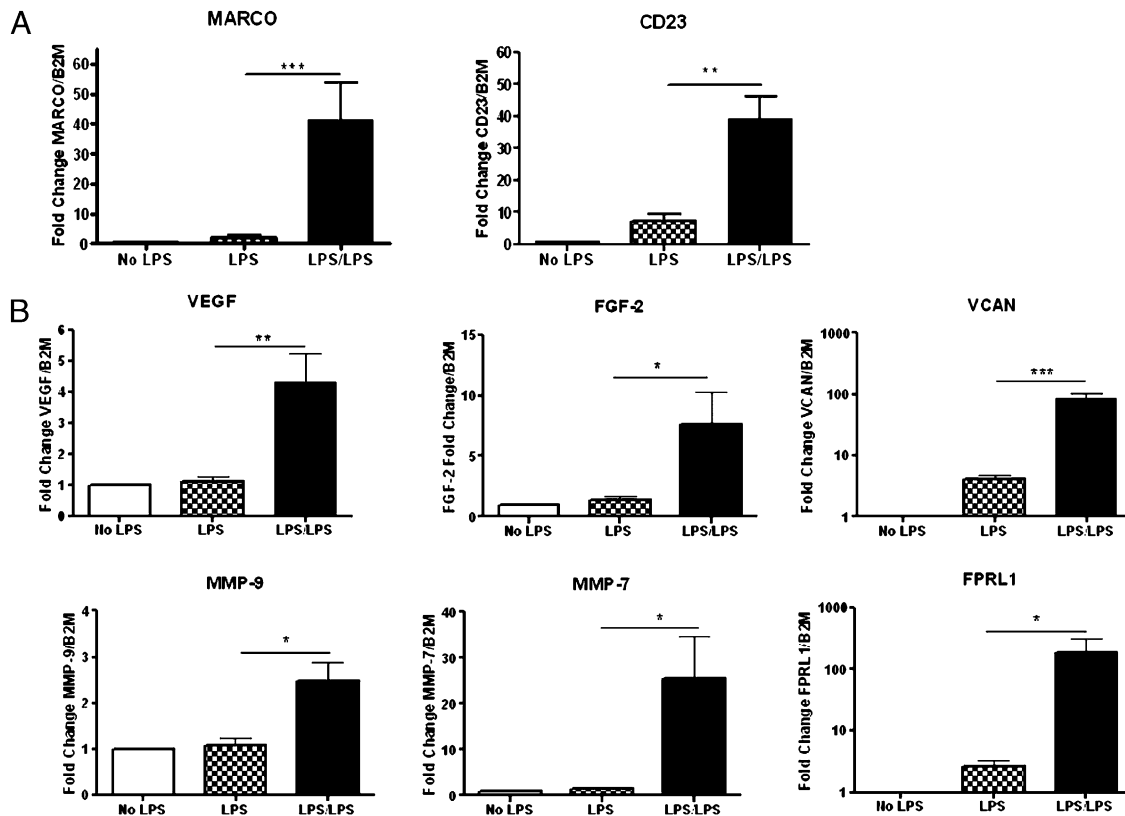 A
MARCO
Fold Change MARCO/B2M
60
50
40
30
20
10
0
***
No LPS LPS LPS/LPS
CD23
Fold Change CD23/B2M
60
50
40
30
20
10
0
**
No LPS LPS LPS/LPS
B
VEGF
Fold Change VEGF/B2M
6
5
4
3
2
1
0
**
No LPS LPS LPS/LPS
FGF-2
FGF-2 Fold Change/B2M
15
10
5
0
*
No LPS LPS LPS/LPS
VCAN
Fold Change VCAN/B2M
1000
100
10
1
***
No LPS LPS LPS/LPS
MMP-9
Fold Change MMP-9/B2M
4
3
2
1
0
*
No LPS LPS LPS/LPS
MMP-7
Fold Change MMP-7/B2M
40
30
20
10
0
*
No LPS LPS LPS/LPS
FPRL1
Fold Change FPRL1/B2M
1000
100
10
1
*
No LPS LPS LPS/LPS